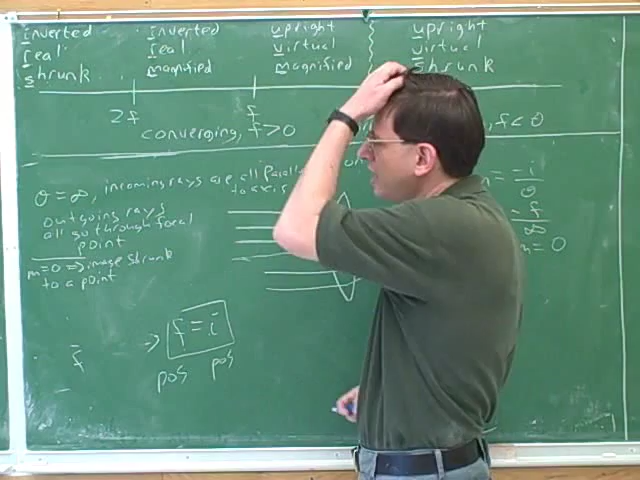 Inverted Inverted Upright Upright
Real Real Virtual Virtual
Shrunk Magnified Magnified Shrunk
2f f
converging, f>0 , f<0
o=∞, incoming rays are all parallel
to axis
outgoing rays
all go through focal
point
m=0 => image shrunk
to a point
-i
o
-f
∞
= 0
f => f=i
pos pos